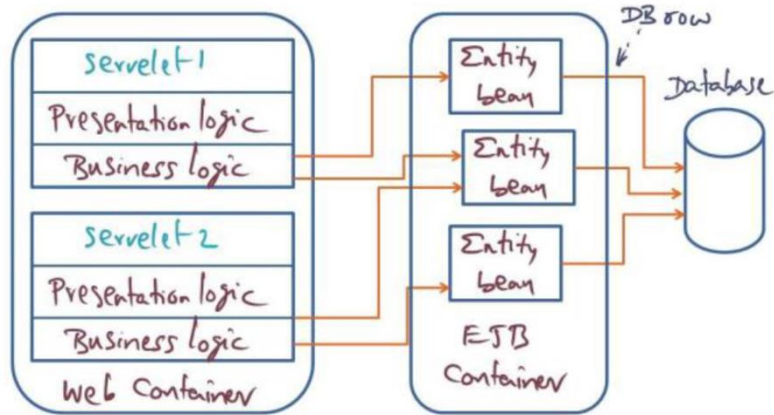 Servelet 1
Presentation logic
Business logic
Servelet 2
Presentation logic
Business logic
Web Container
Entity
bean
Entity
bean
Entity
bean
EJB
Container
DB row
Database